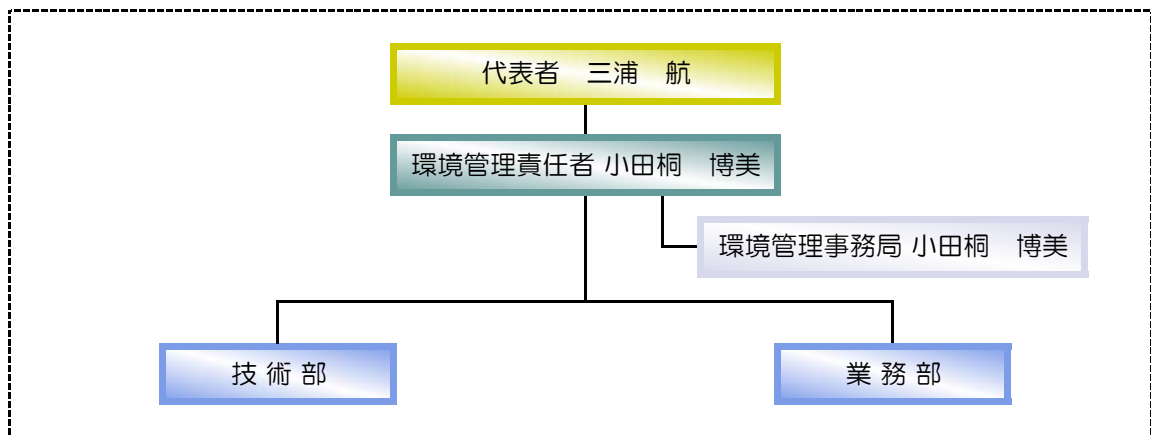 代表者　三浦　航
環境管理責任者 小田桐　博美
環境管理事務局 小田桐　博美
技 術 部
業 務 部